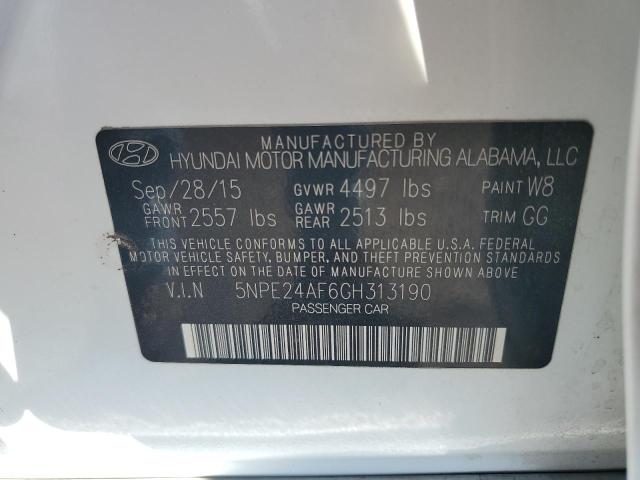 MANUFACTURED BY
HYUNDAI MOTOR MANUFACTURING ALABAMA, LLC
Sep/28/15 GVWR 4497 lbs PAINT W8
GAWR FRONT 2557 lbs GAWR REAR 2513 lbs TRIM GG
THIS VEHICLE CONFORMS TO ALL APPLICABLE U.S.A. FEDERAL
MOTOR VEHICLE SAFETY, BUMPER, AND THEFT PREVENTION STANDARDS
IN EFFECT ON THE DATE OF MANUFACTURE SHOWN ABOVE
V.I.N 5NPE24AF6GH313190
PASSENGER CAR